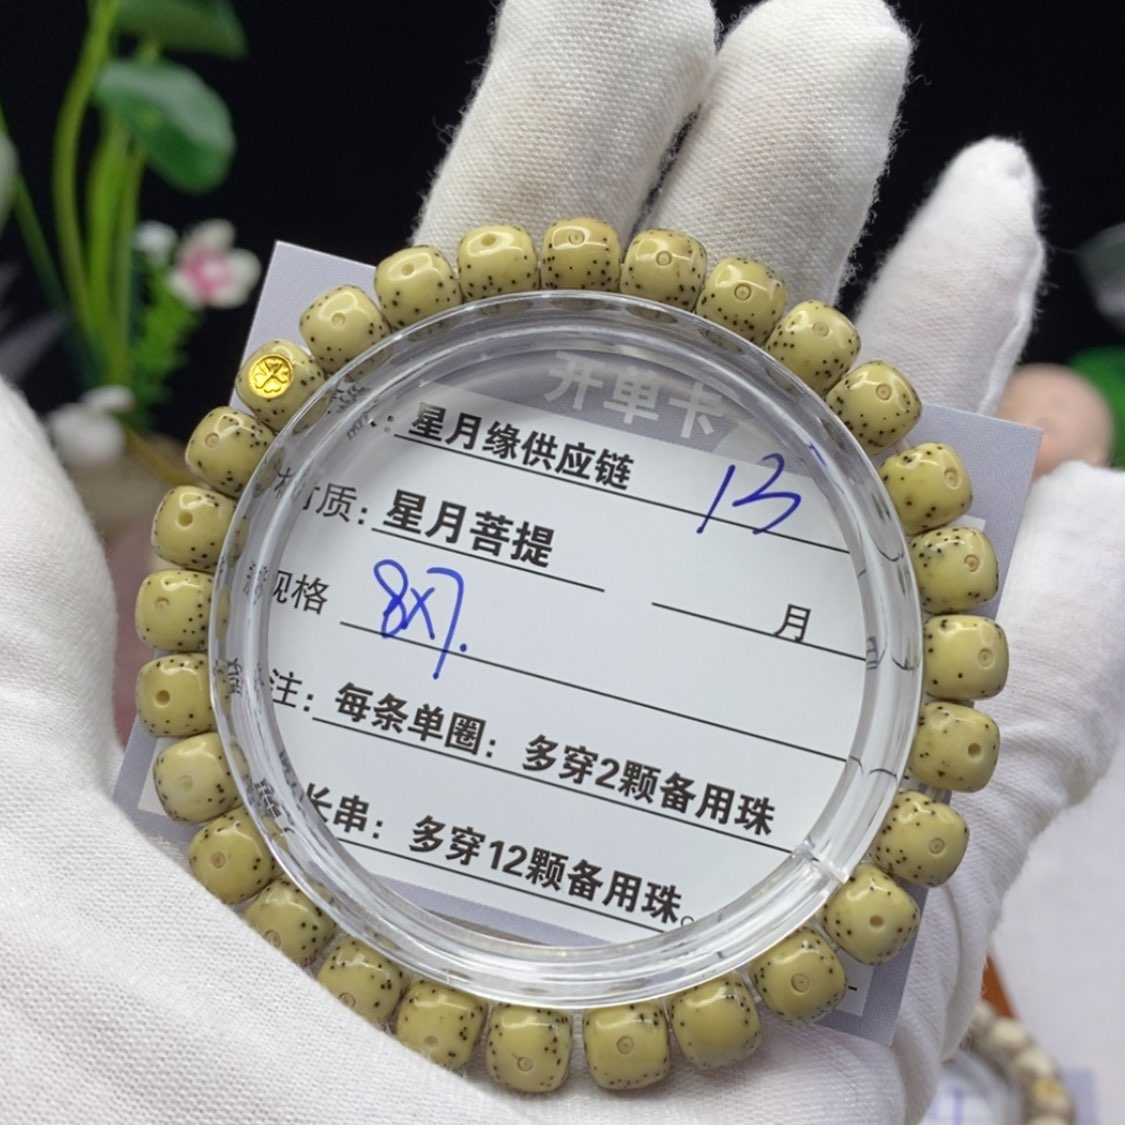 开单卡
: 星月缘供应链 13
材质: 星月菩提
月
规格 8X7.
注: 每条单圈: 多穿2颗备用珠
长串: 多穿12颗备用珠。